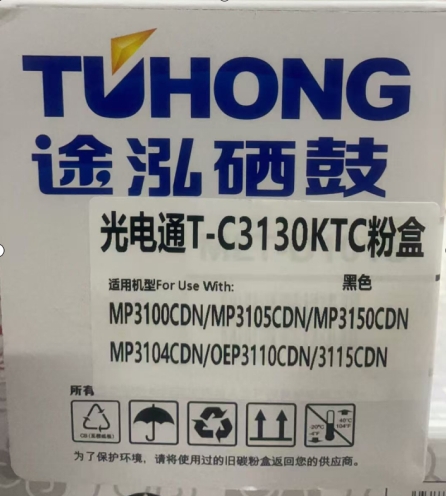 TUHONG
途泓硒鼓
光电通T-C3130KTC粉盒
适用机型For Use With: 黑色
MP3100CDN/MP3105CDN/MP3150CDN
MP3104CDN/OEP3110CDN/3115CDN
所有
为了保护环境，请将使用过的旧碳粉盒返回您的供应商。